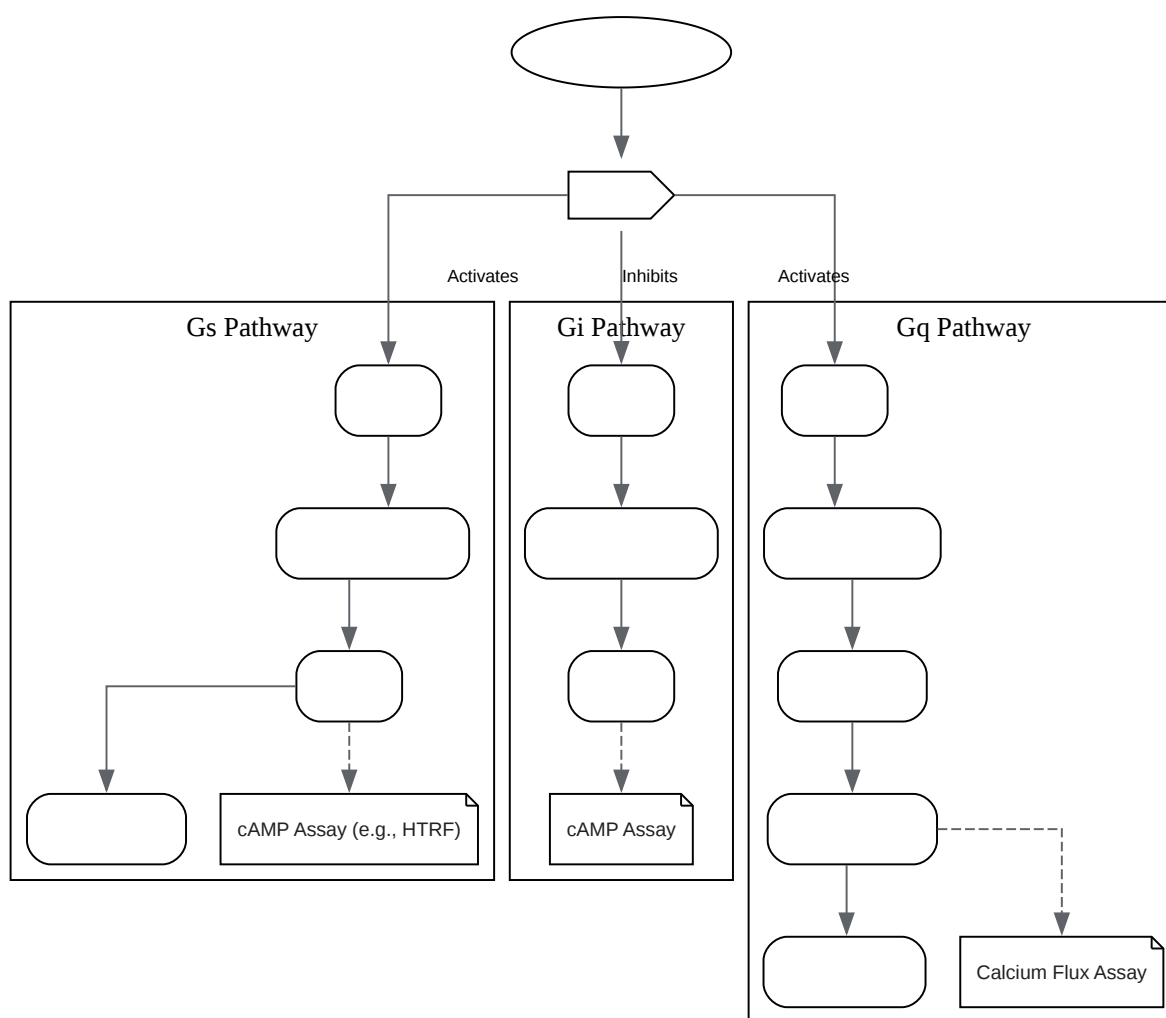 Activates
Inhibits
Activates
Gs Pathway
Gi Pathway
Gq Pathway
cAMP Assay (e.g., HTRF)
cAMP Assay
Calcium Flux Assay